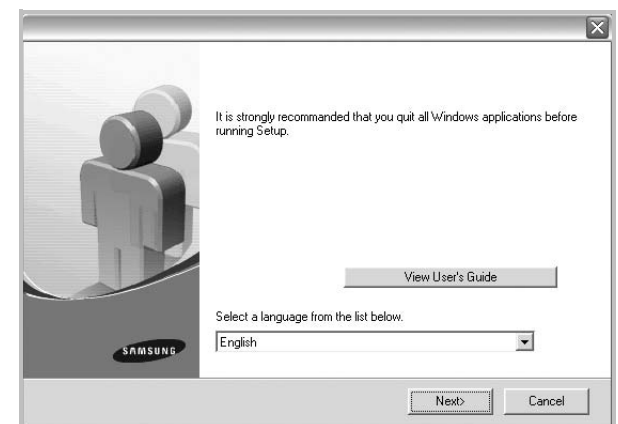 It is strongly recommanded that you quit all Windows applications before
running Setup.
View User's Guide
Select a language from the list below.
English
SAMSUNG
Next>
Cancel